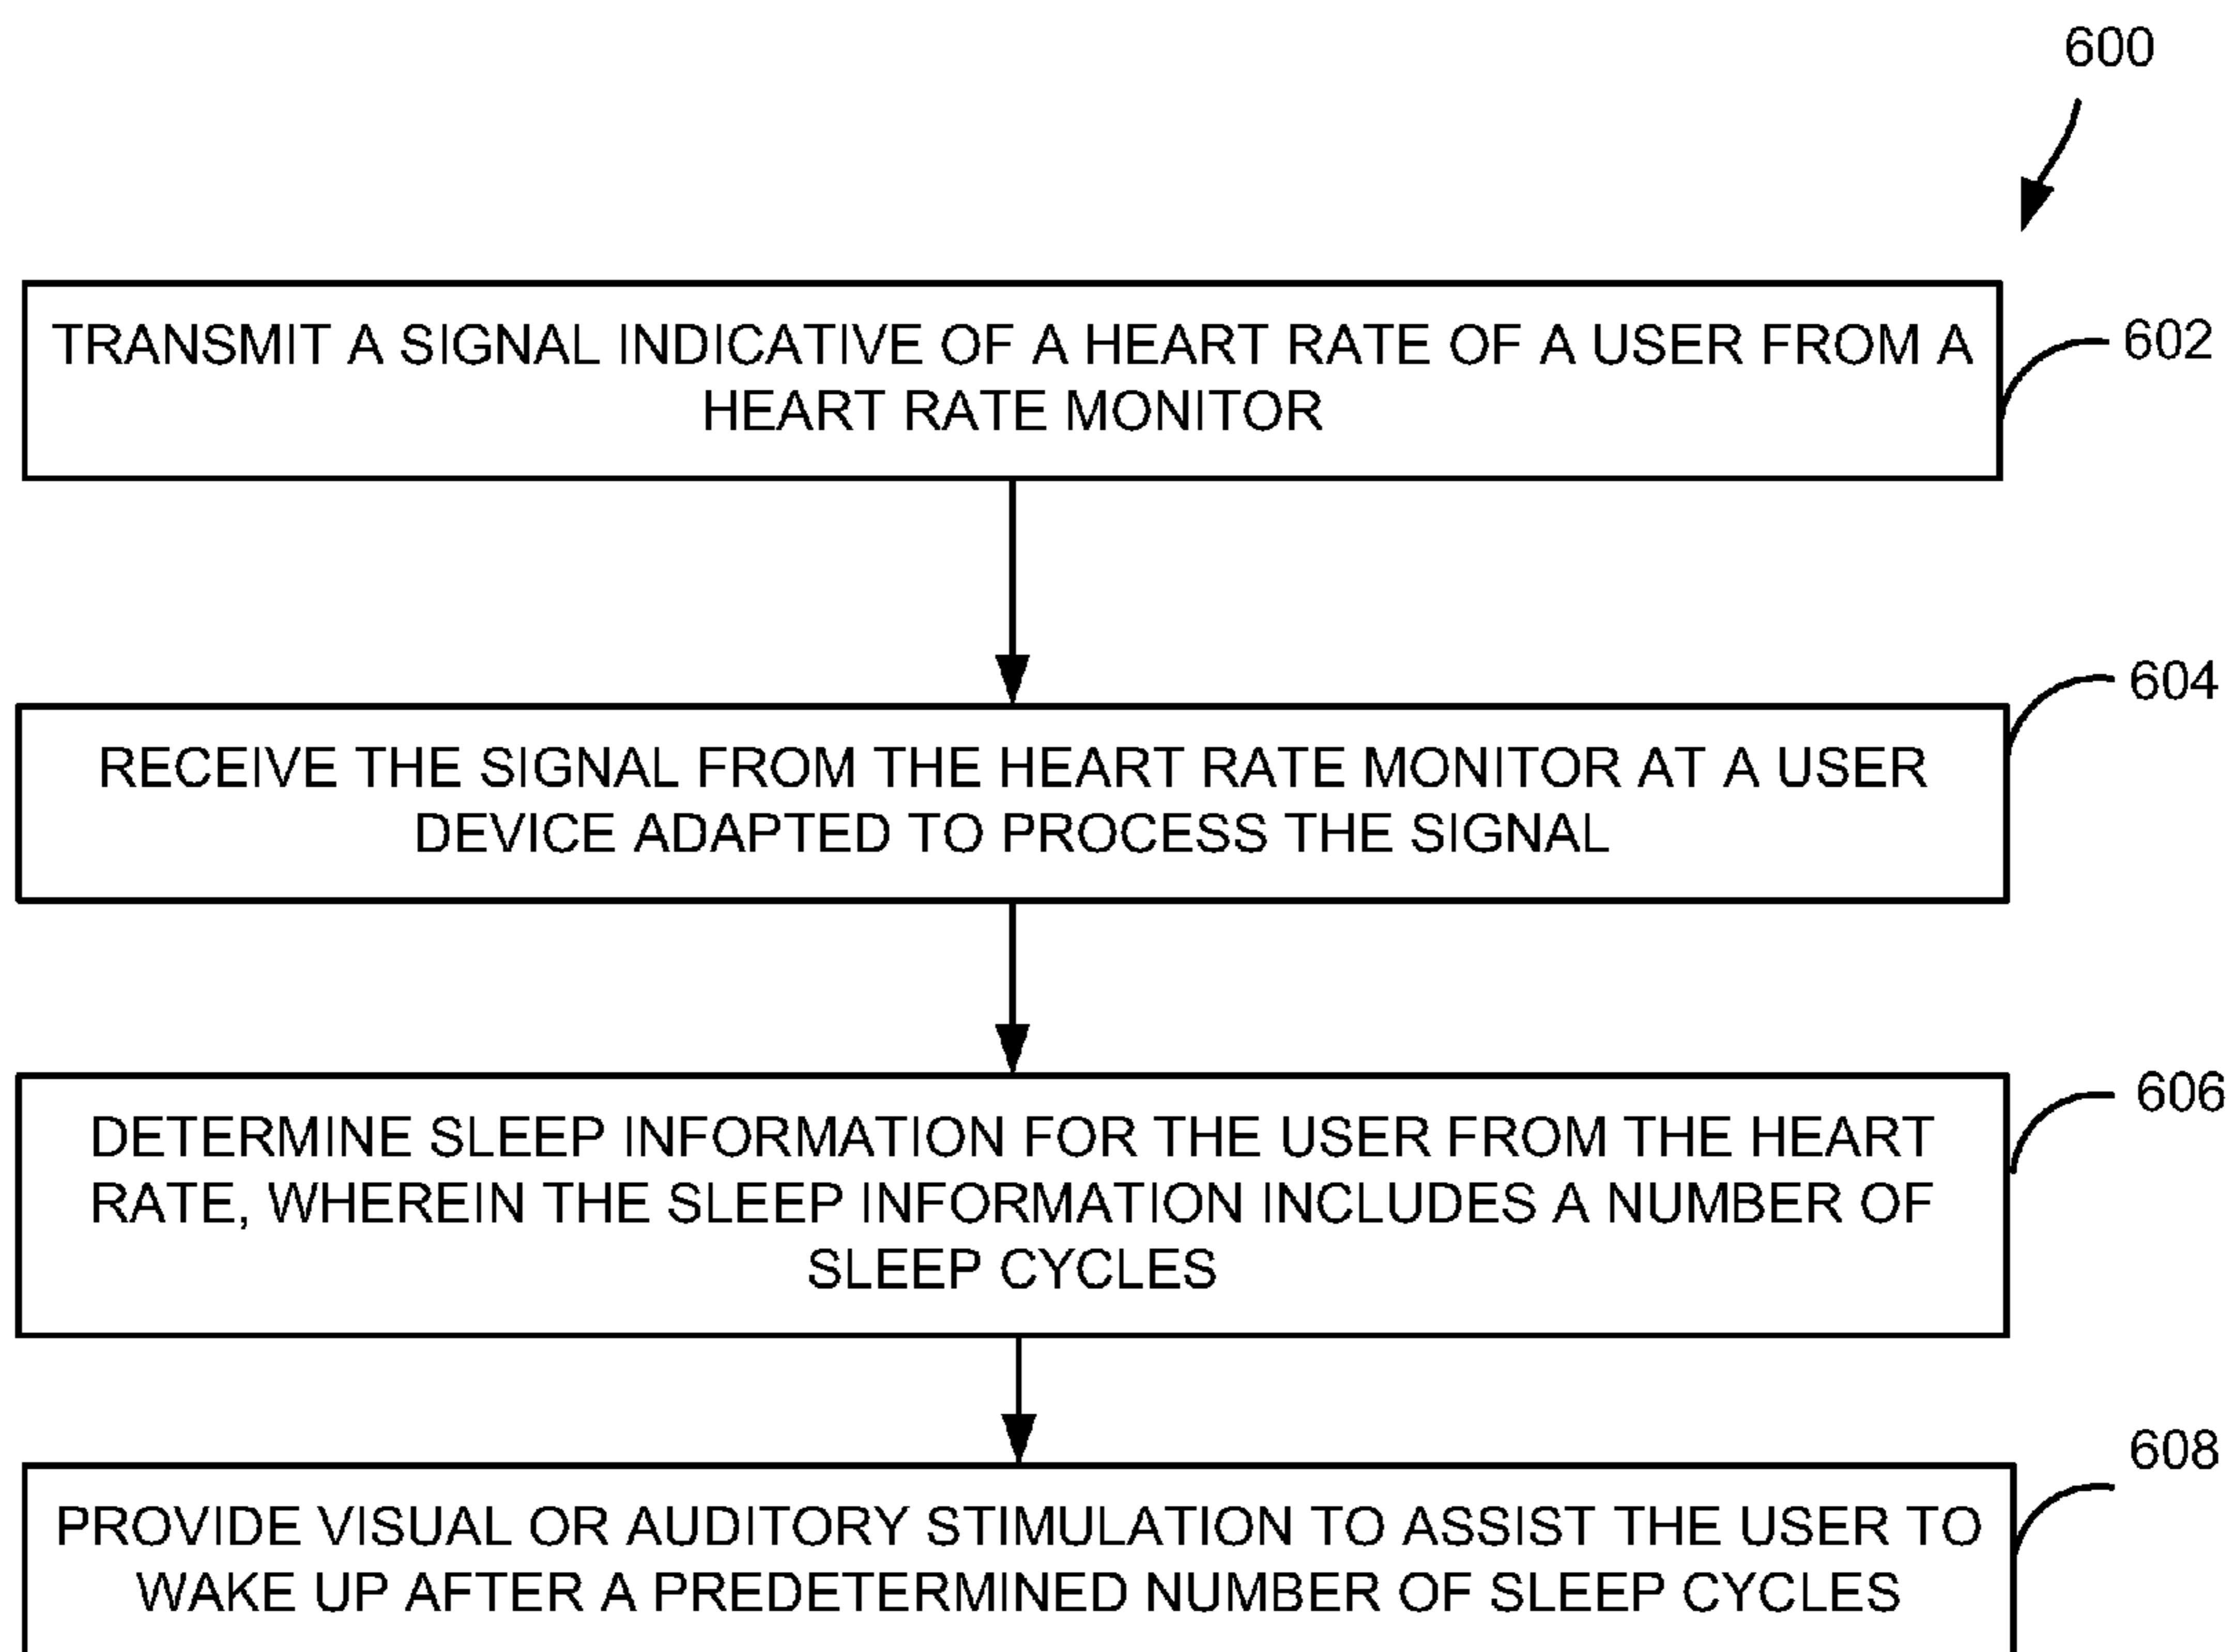 600
TRANSMIT A SIGNAL INDICATIVE OF A HEART RATE OF A USER FROM A
HEART RATE MONITOR
602
604
RECEIVE THE SIGNAL FROM THE HEART RATE MONITOR AT A USER
DEVICE ADAPTED TO PROCESS THE SIGNAL
606
DETERMINE SLEEP INFORMATION FOR THE USER FROM THE HEART
RATE, WHEREIN THE SLEEP INFORMATION INCLUDES A NUMBER OF
SLEEP CYCLES
608
PROVIDE VISUAL OR AUDITORY STIMULATION TO ASSIST THE USER TO
WAKE UP AFTER A PREDETERMINED NUMBER OF SLEEP CYCLES